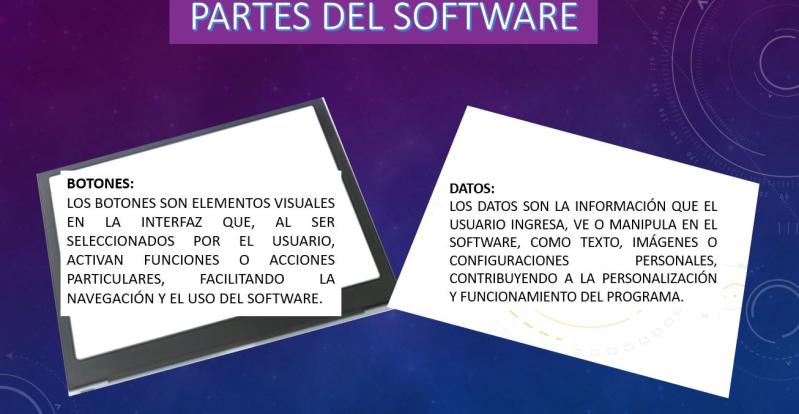 PARTES DEL SOFTWARE
BOTONES:
LOS BOTONES SON ELEMENTOS VISUALES
EN LA INTERFAZ QUE, AL SER
SELECCIONADOS POR EL USUARIO,
ACTIVAN FUNCIONES O ACCIONES
PARTICULARES, FACILITANDO LA
NAVEGACIÓN Y EL USO DEL SOFTWARE.
DATOS:
LOS DATOS SON LA INFORMACIÓN QUE EL
USUARIO INGRESA, VE O MANIPULA EN EL
SOFTWARE, COMO TEXTO, IMÁGENES O
CONFIGURACIONES PERSONALES,
CONTRIBUYENDO A LA PERSONALIZACIÓN
Y FUNCIONAMIENTO DEL PROGRAMA.